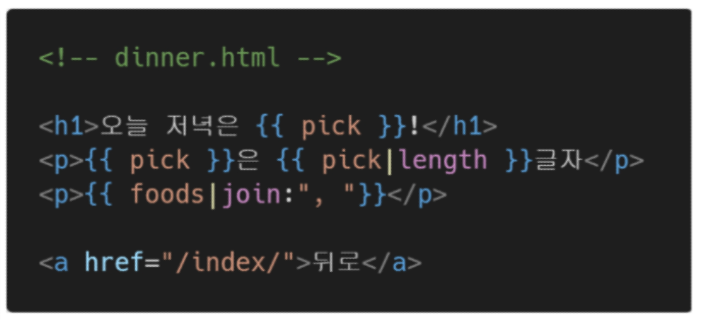 <!-- dinner.html -->
<h1>오늘 저녁은 {{ pick }}!</h1>
<p>{{ pick }}은 {{ pick|length }}글자</p>
<p>{{ foods|join:", "}}</p>
<a href="/index/">뒤로</a>